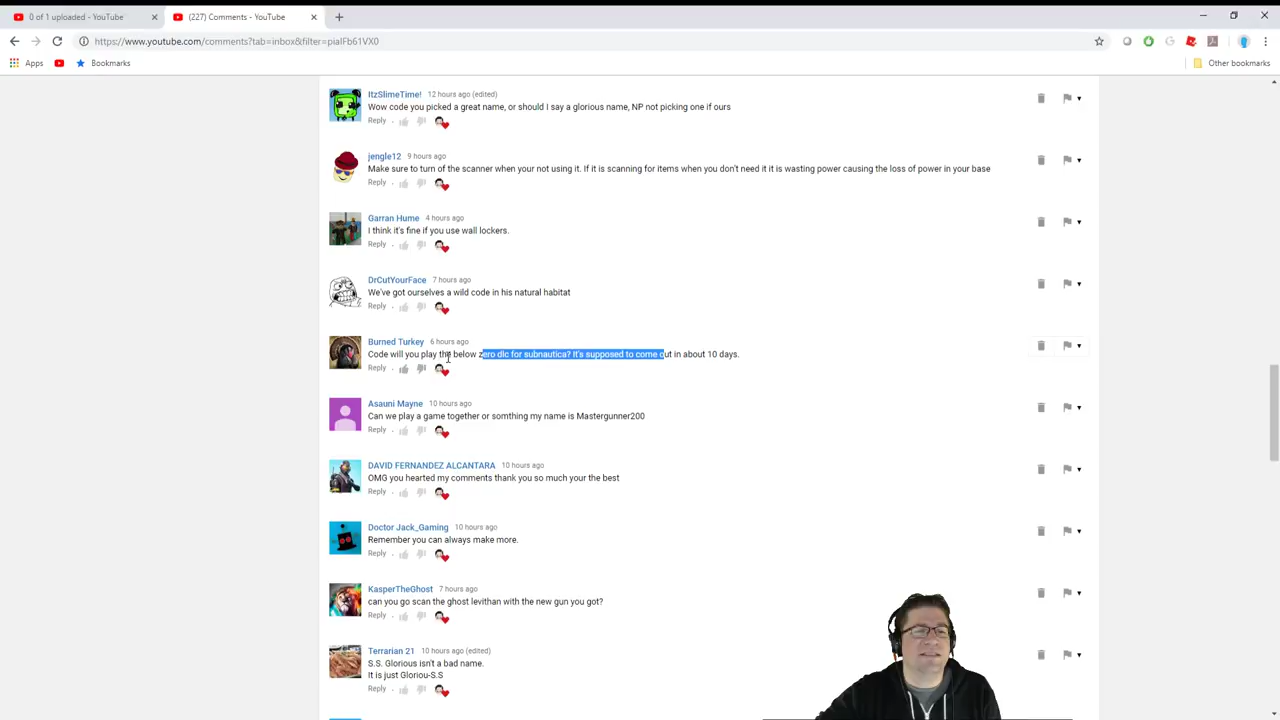 0 of 1 uploaded - YouTube
(227) Comments - YouTube
https://www.youtube.com/comments?tab=inbox&filter=piaIFb61VX0
Apps
Bookmarks
Other bookmarks
ItzSlimeTime! 12 hours ago (edited)
Wow code you picked a great name, or should I say a glorious name, NP not picking one if ours
Reply
jengle12 9 hours ago
Make sure to turn of the scanner when your not using it. If it is scanning for items when you don't need it it is wasting power causing the loss of power in your base
Reply
Garran Hume 4 hours ago
I think it's fine if you use wall lockers.
Reply
DrCutYourFace 7 hours ago
We've got ourselves a wild code in his natural habitat
Reply
Burned Turkey 6 hours ago
Code will you play the below zero dlc for subnautica? It's supposed to come out in about 10 days.
Reply
Asauni Mayne 10 hours ago
Can we play a game together or somthing my name is Mastergunner200
Reply
DAVID FERNANDEZ ALCANTARA 10 hours ago
OMG you hearted my comments thank you so much your the best
Reply
Doctor Jack_Gaming 10 hours ago
Remember you can always make more.
Reply
KasperTheGhost 7 hours ago
can you go scan the ghost levithan with the new gun you got?
Reply
Terrarian 21 10 hours ago (edited)
S.S. Glorious isn't a bad name.
It is just Gloriou-S.S
Reply